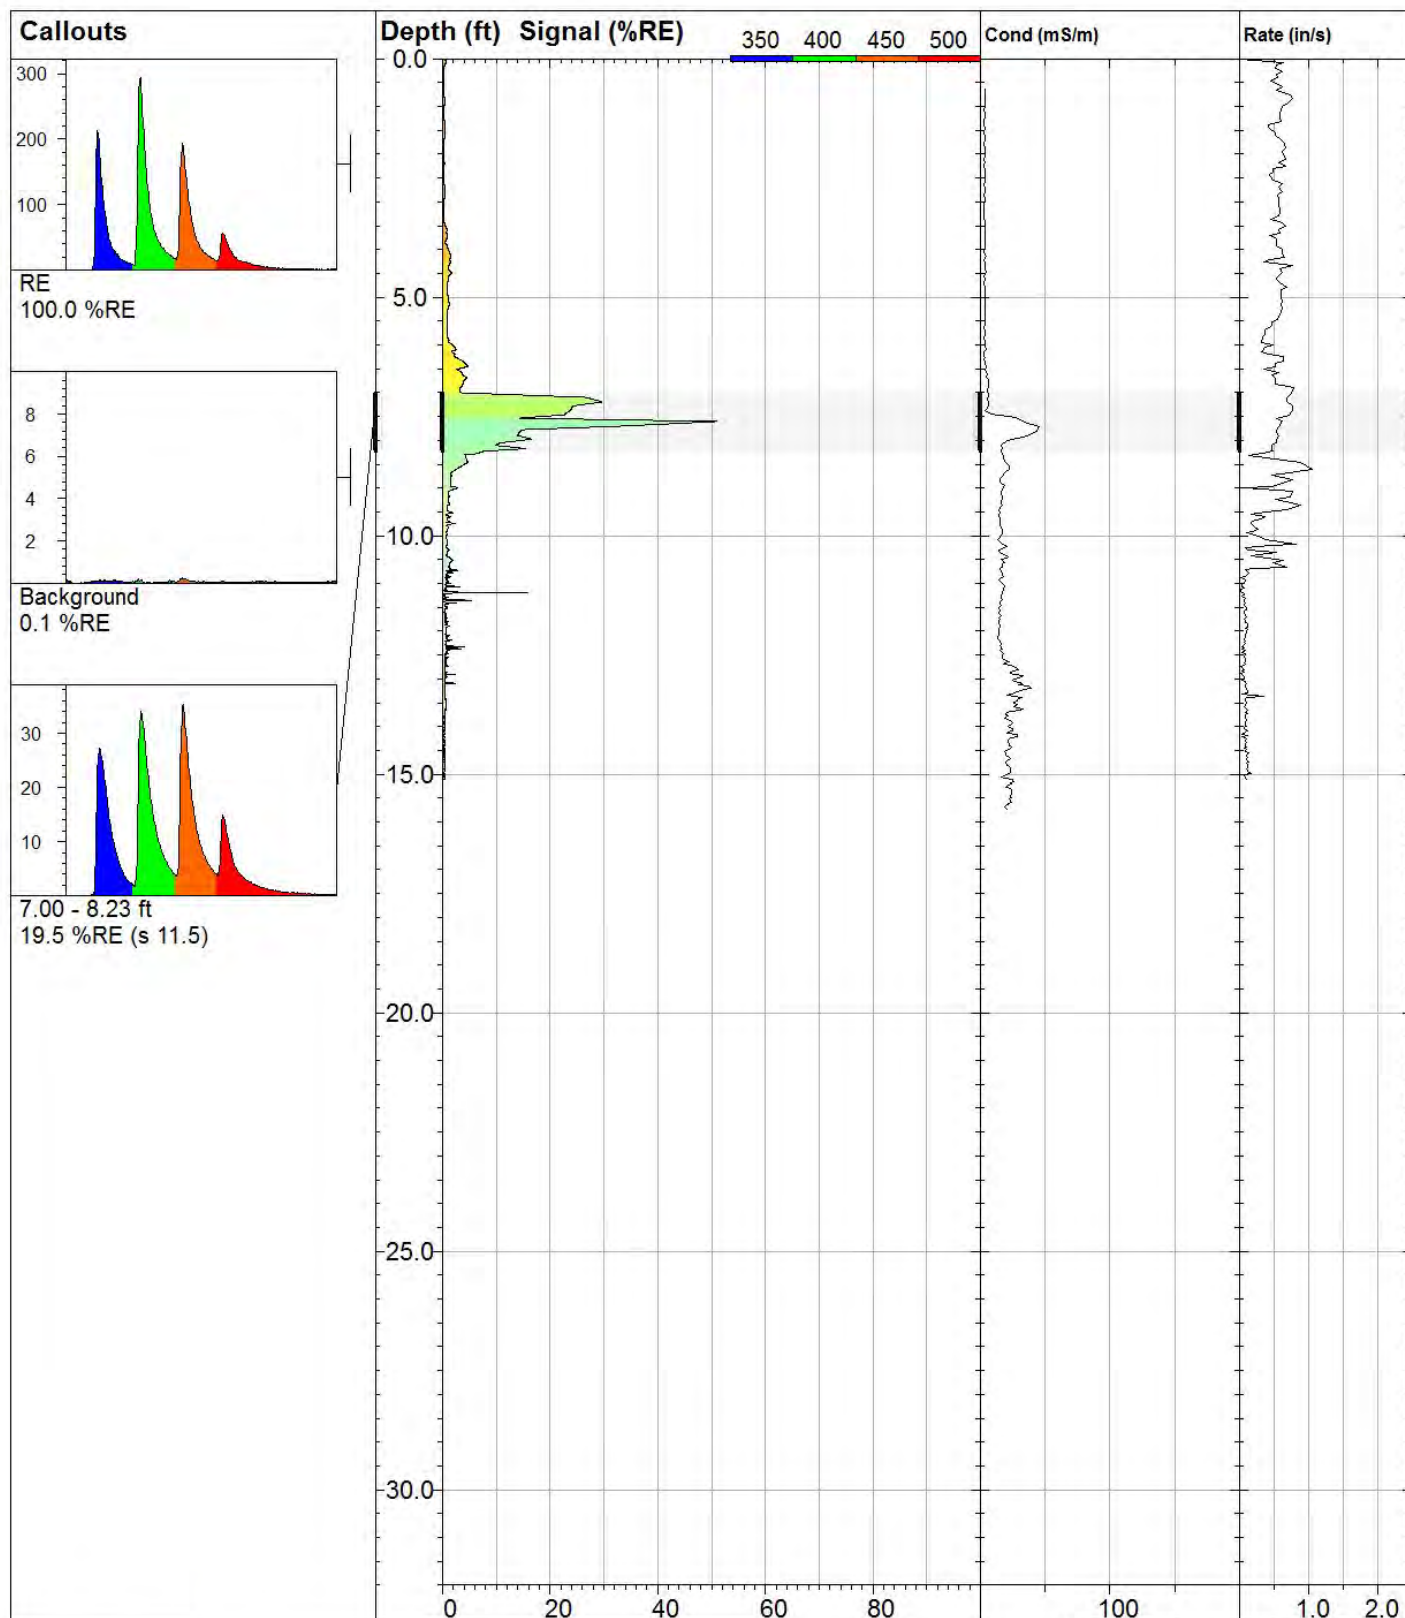 Callouts
Depth (ft) Signal (%RE)
350 400 450 500
Cond (mS/m)
Rate (in/s)
300
200
100
RE
100.0 %RE
8
6
4
2
Background
0.1 %RE
30
20
10
7.00 - 8.23 ft
19.5 %RE (s 11.5)
0.0
5.0
10.0
15.0
20.0
25.0
30.0
0 20 40 60 80
100
1.0 2.0